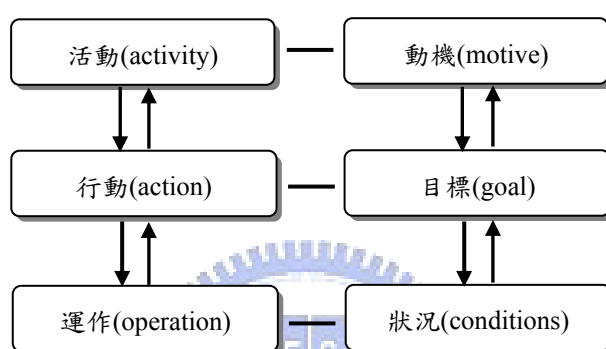 活動(activity)
動機(motive)
行動(action)
目標(goal)
運作(operation)
狀況(conditions)